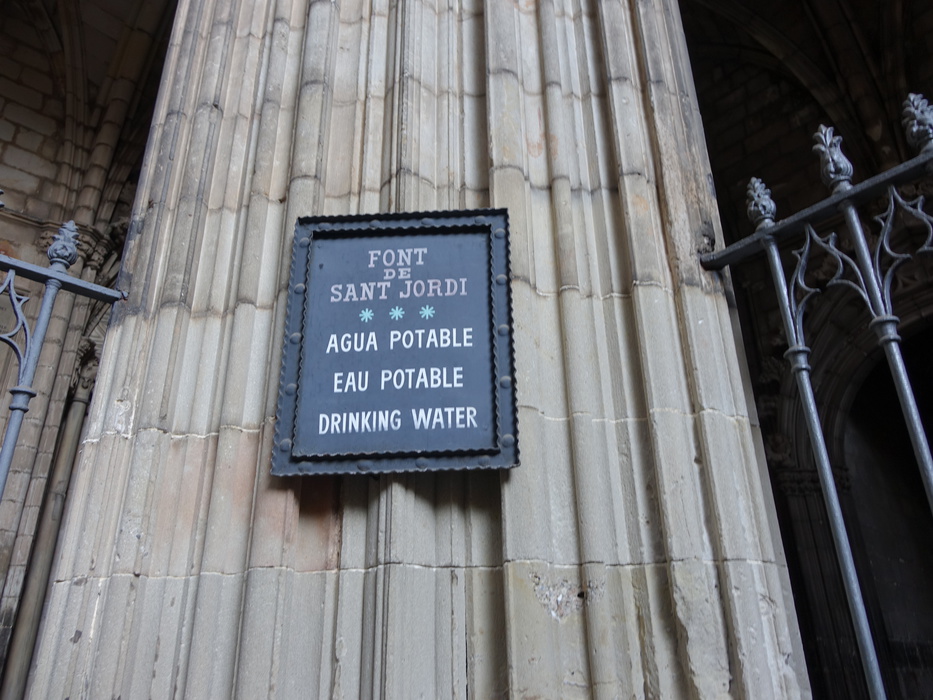 FONT
DE
SANT JORDI
* * *
AGUA POTABLE
EAU POTABLE
DRINKING WATER